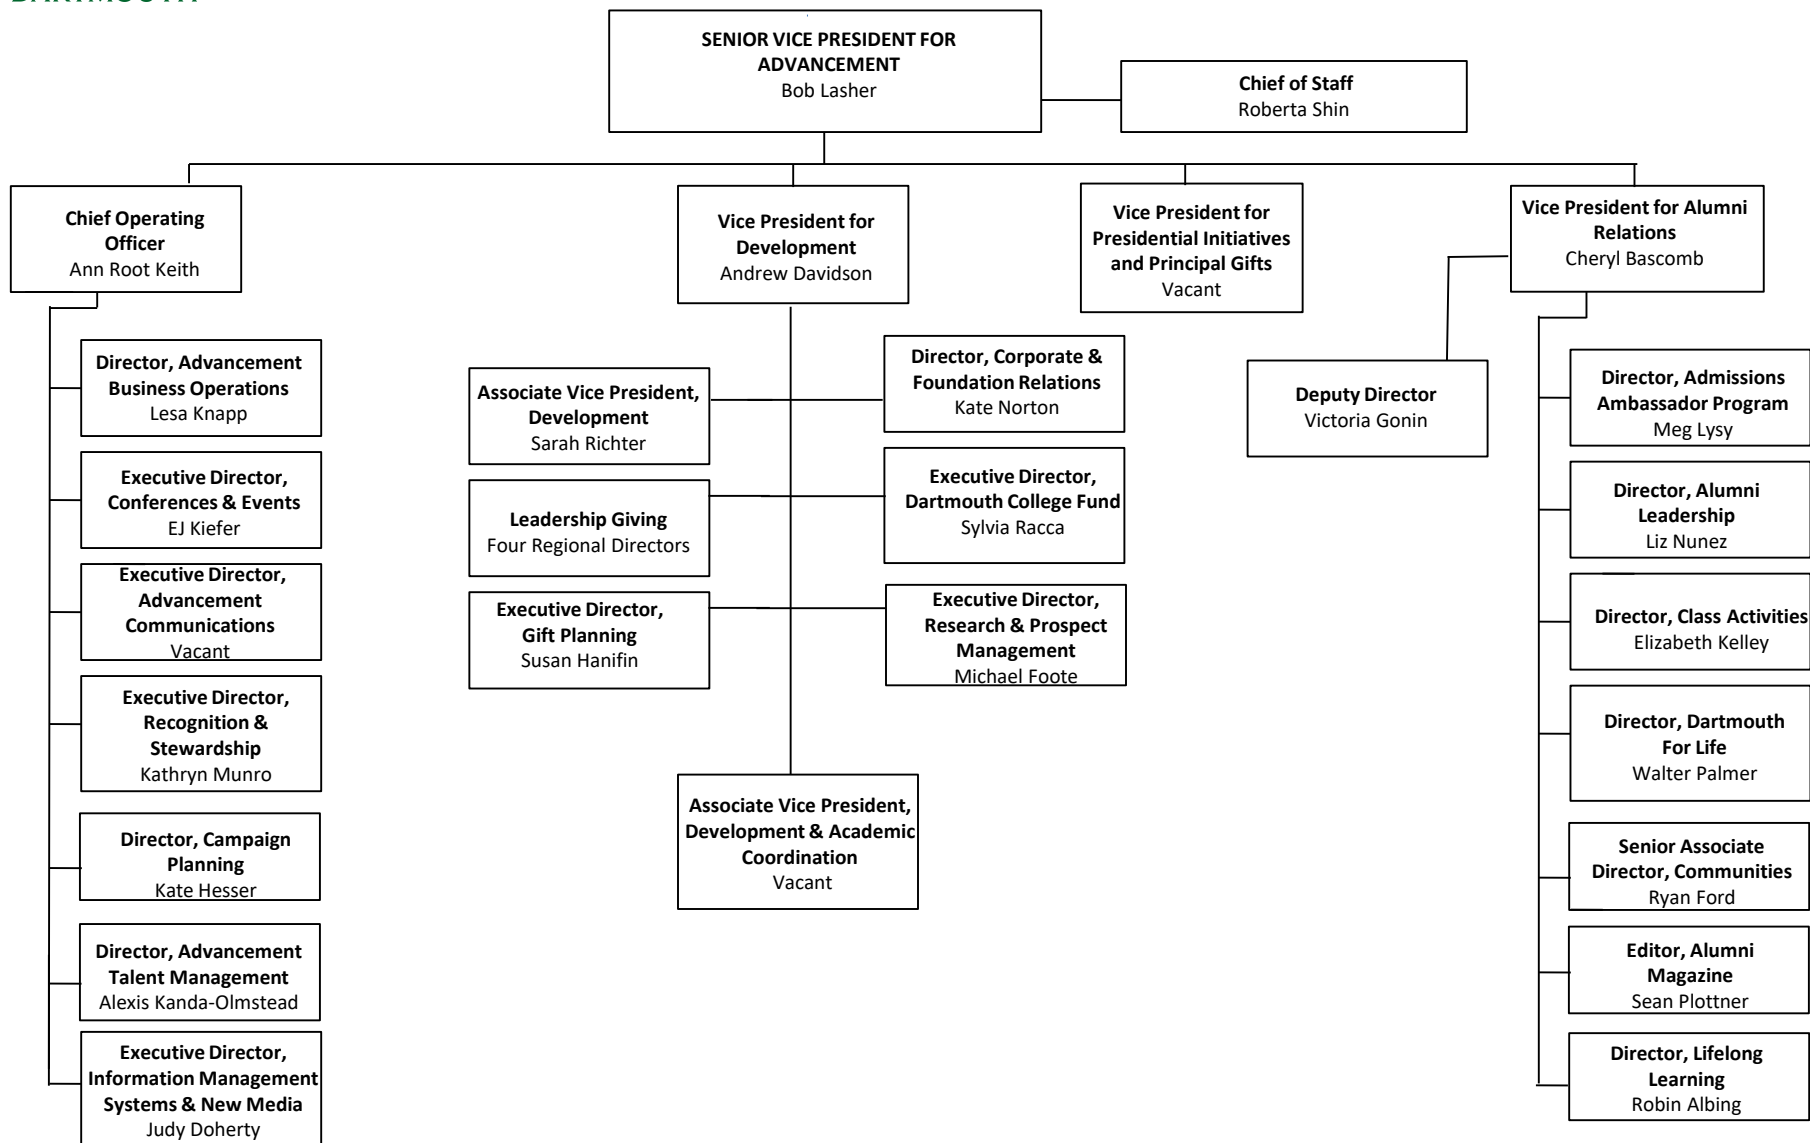 DARTMOUTH
SENIOR VICE PRESIDENT FOR
ADVANCEMENT
Bob Lasher
Chief of Staff
Roberta Shin
Chief Operating
Officer
Ann Root Keith
Vice President for
Development
Andrew Davidson
Vice President for
Presidential Initiatives
and Principal Gifts
Vacant
Vice President for Alumni
Relations
Cheryl Bascomb
Director, Advancement
Business Operations
Lesa Knapp
Executive Director,
Conferences & Events
EJ Kiefer
Executive Director,
Advancement
Communications
Vacant
Executive Director,
Recognition &
Stewardship
Kathryn Munro
Director, Campaign
Planning
Kate Hesser
Director, Advancement
Talent Management
Alexis Kanda-Olmstead
Executive Director,
Information Management
Systems & New Media
Judy Doherty
Associate Vice President,
Development
Sarah Richter
Leadership Giving
Four Regional Directors
Executive Director,
Gift Planning
Susan Hanifin
Director, Corporate &
Foundation Relations
Kate Norton
Executive Director,
Dartmouth College Fund
Sylvia Racca
Executive Director,
Research & Prospect
Management
Michael Foote
Associate Vice President,
Development & Academic
Coordination
Vacant
Deputy Director
Victoria Gonin
Director, Admissions
Ambassador Program
Meg Lysy
Director, Alumni
Leadership
Liz Nunez
Director, Class Activities
Elizabeth Kelley
Director, Dartmouth
For Life
Walter Palmer
Senior Associate
Director, Communities
Ryan Ford
Editor, Alumni
Magazine
Sean Plottner
Director, Lifelong
Learning
Robin Albing